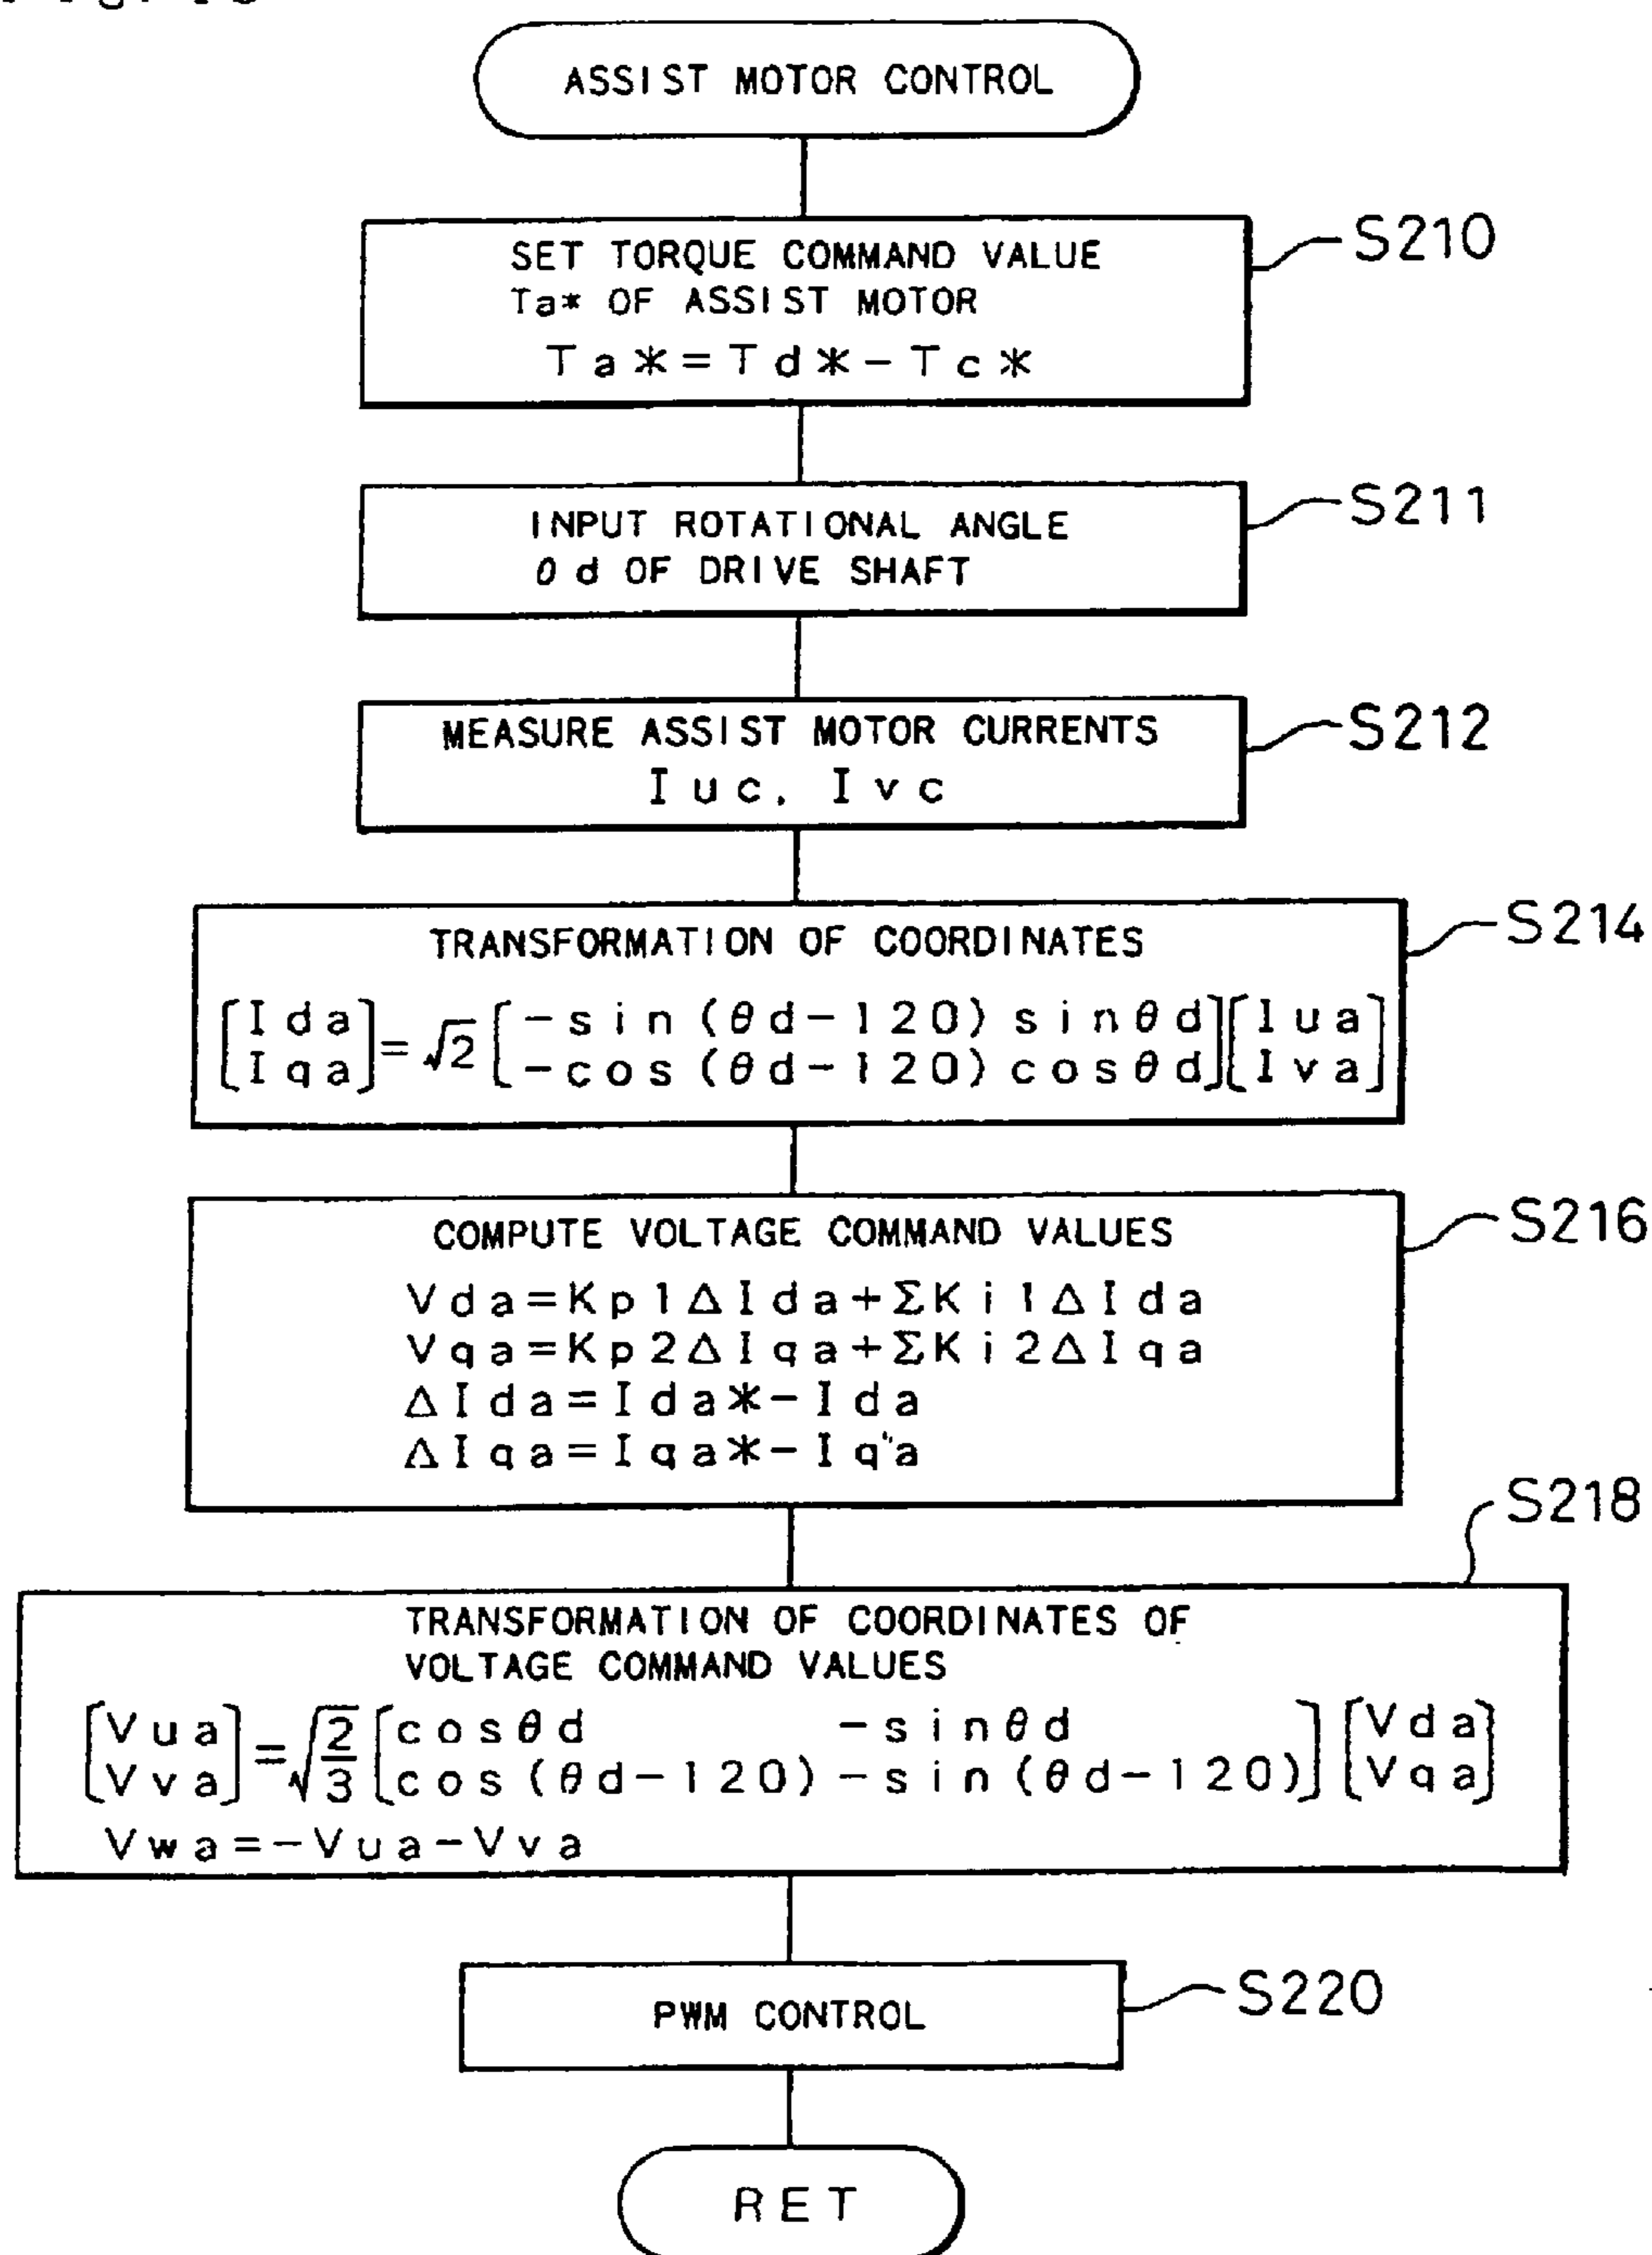 ASSIST MOTOR CONTROL
SET TORQUE COMMAND VALUE
Ta* OF ASSIST MOTOR
Ta*=Td*-Tc*
S210
INPUT ROTATIONAL ANGLE
θd OF DRIVE SHAFT
S211
MEASURE ASSIST MOTOR CURRENTS
Iuc, Ivc
S212
TRANSFORMATION OF COORDINATES
[Ida]=√2[-sin(θd-120) sinθd][Iua]
[Iqa] [-cos(θd-120) cosθd][Iva]
S214
COMPUTE VOLTAGE COMMAND VALUES
Vda=Kp1ΔIda+ΣKi1ΔIda
Vqa=Kp2ΔIqa+ΣKi2ΔIqa
ΔIda=Ida*-Ida
ΔIqa=Iqa*-Iqa
S216
TRANSFORMATION OF COORDINATES OF
VOLTAGE COMMAND VALUES
[Vua]=√2/3[cosθd -sinθd][Vda]
[Vva] [cos(θd-120)-sin(θd-120)][Vqa]
Vwa=-Vua-Vva
S218
PWM CONTROL
S220
RET